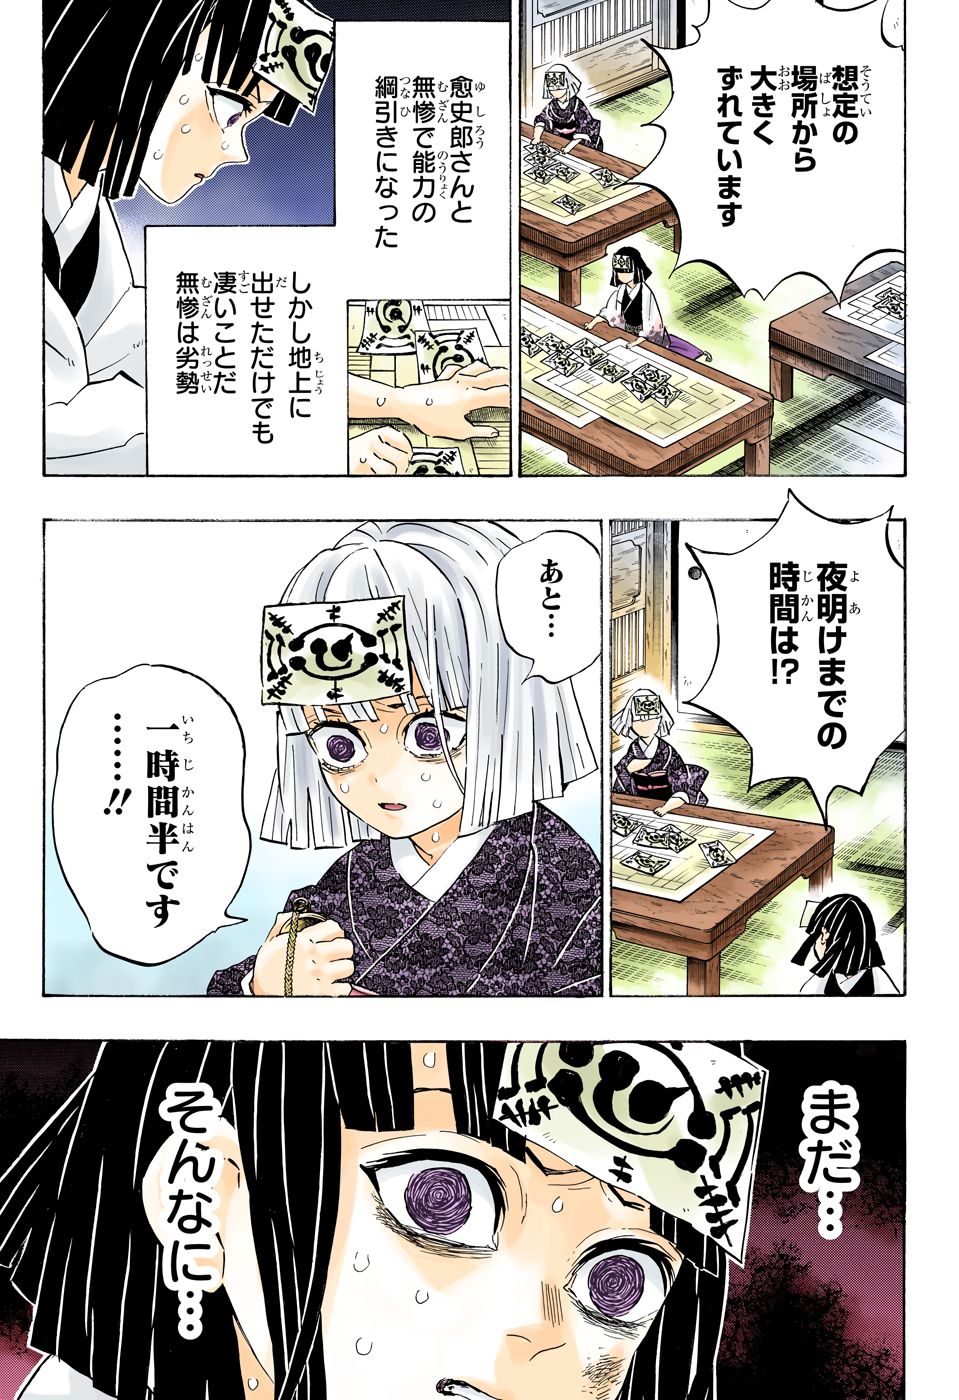 想定の
場所から
大きく
ずれています
愈史郎さんと
無惨で能力の
綱引きになった
しかし地上に
出せただけでも
凄いことだ
無惨は劣勢
夜明けまでの
時間は!?
あと…
一時間半です
……!!
まだ…
そんなに…